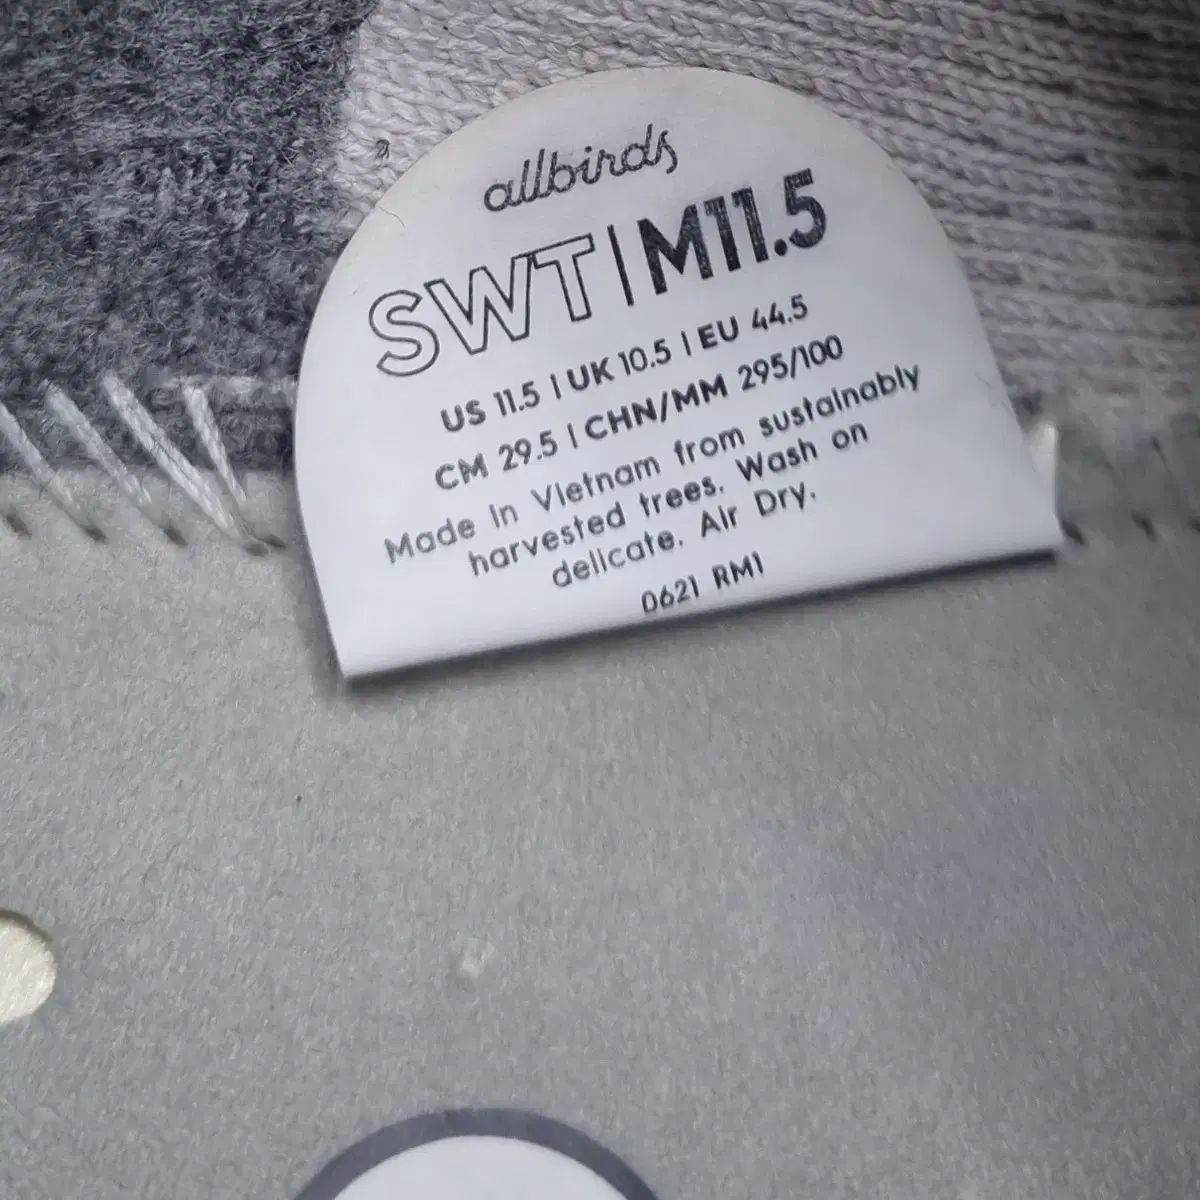 allbirds
SWT|M11.5
US 11.5 | UK 10.5 | EU 44.5
CM 29.5 | CHN/MM 295/100
Made In Vietnam from sustainably
harvested trees. Wash on
delicate. Air Dry.
0621 RM1